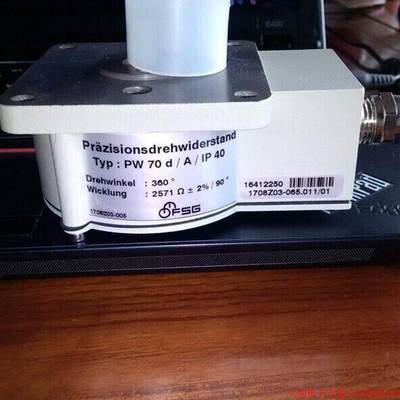 Präzisionsdrehwiderstand
Typ : PW 70 d / A / IP 40
Drehwinkel : 360°
Wicklung : 2571 Ω ± 2% / 90°
FSG
1708Z03-005
16412250
1708Z03-065.011/01